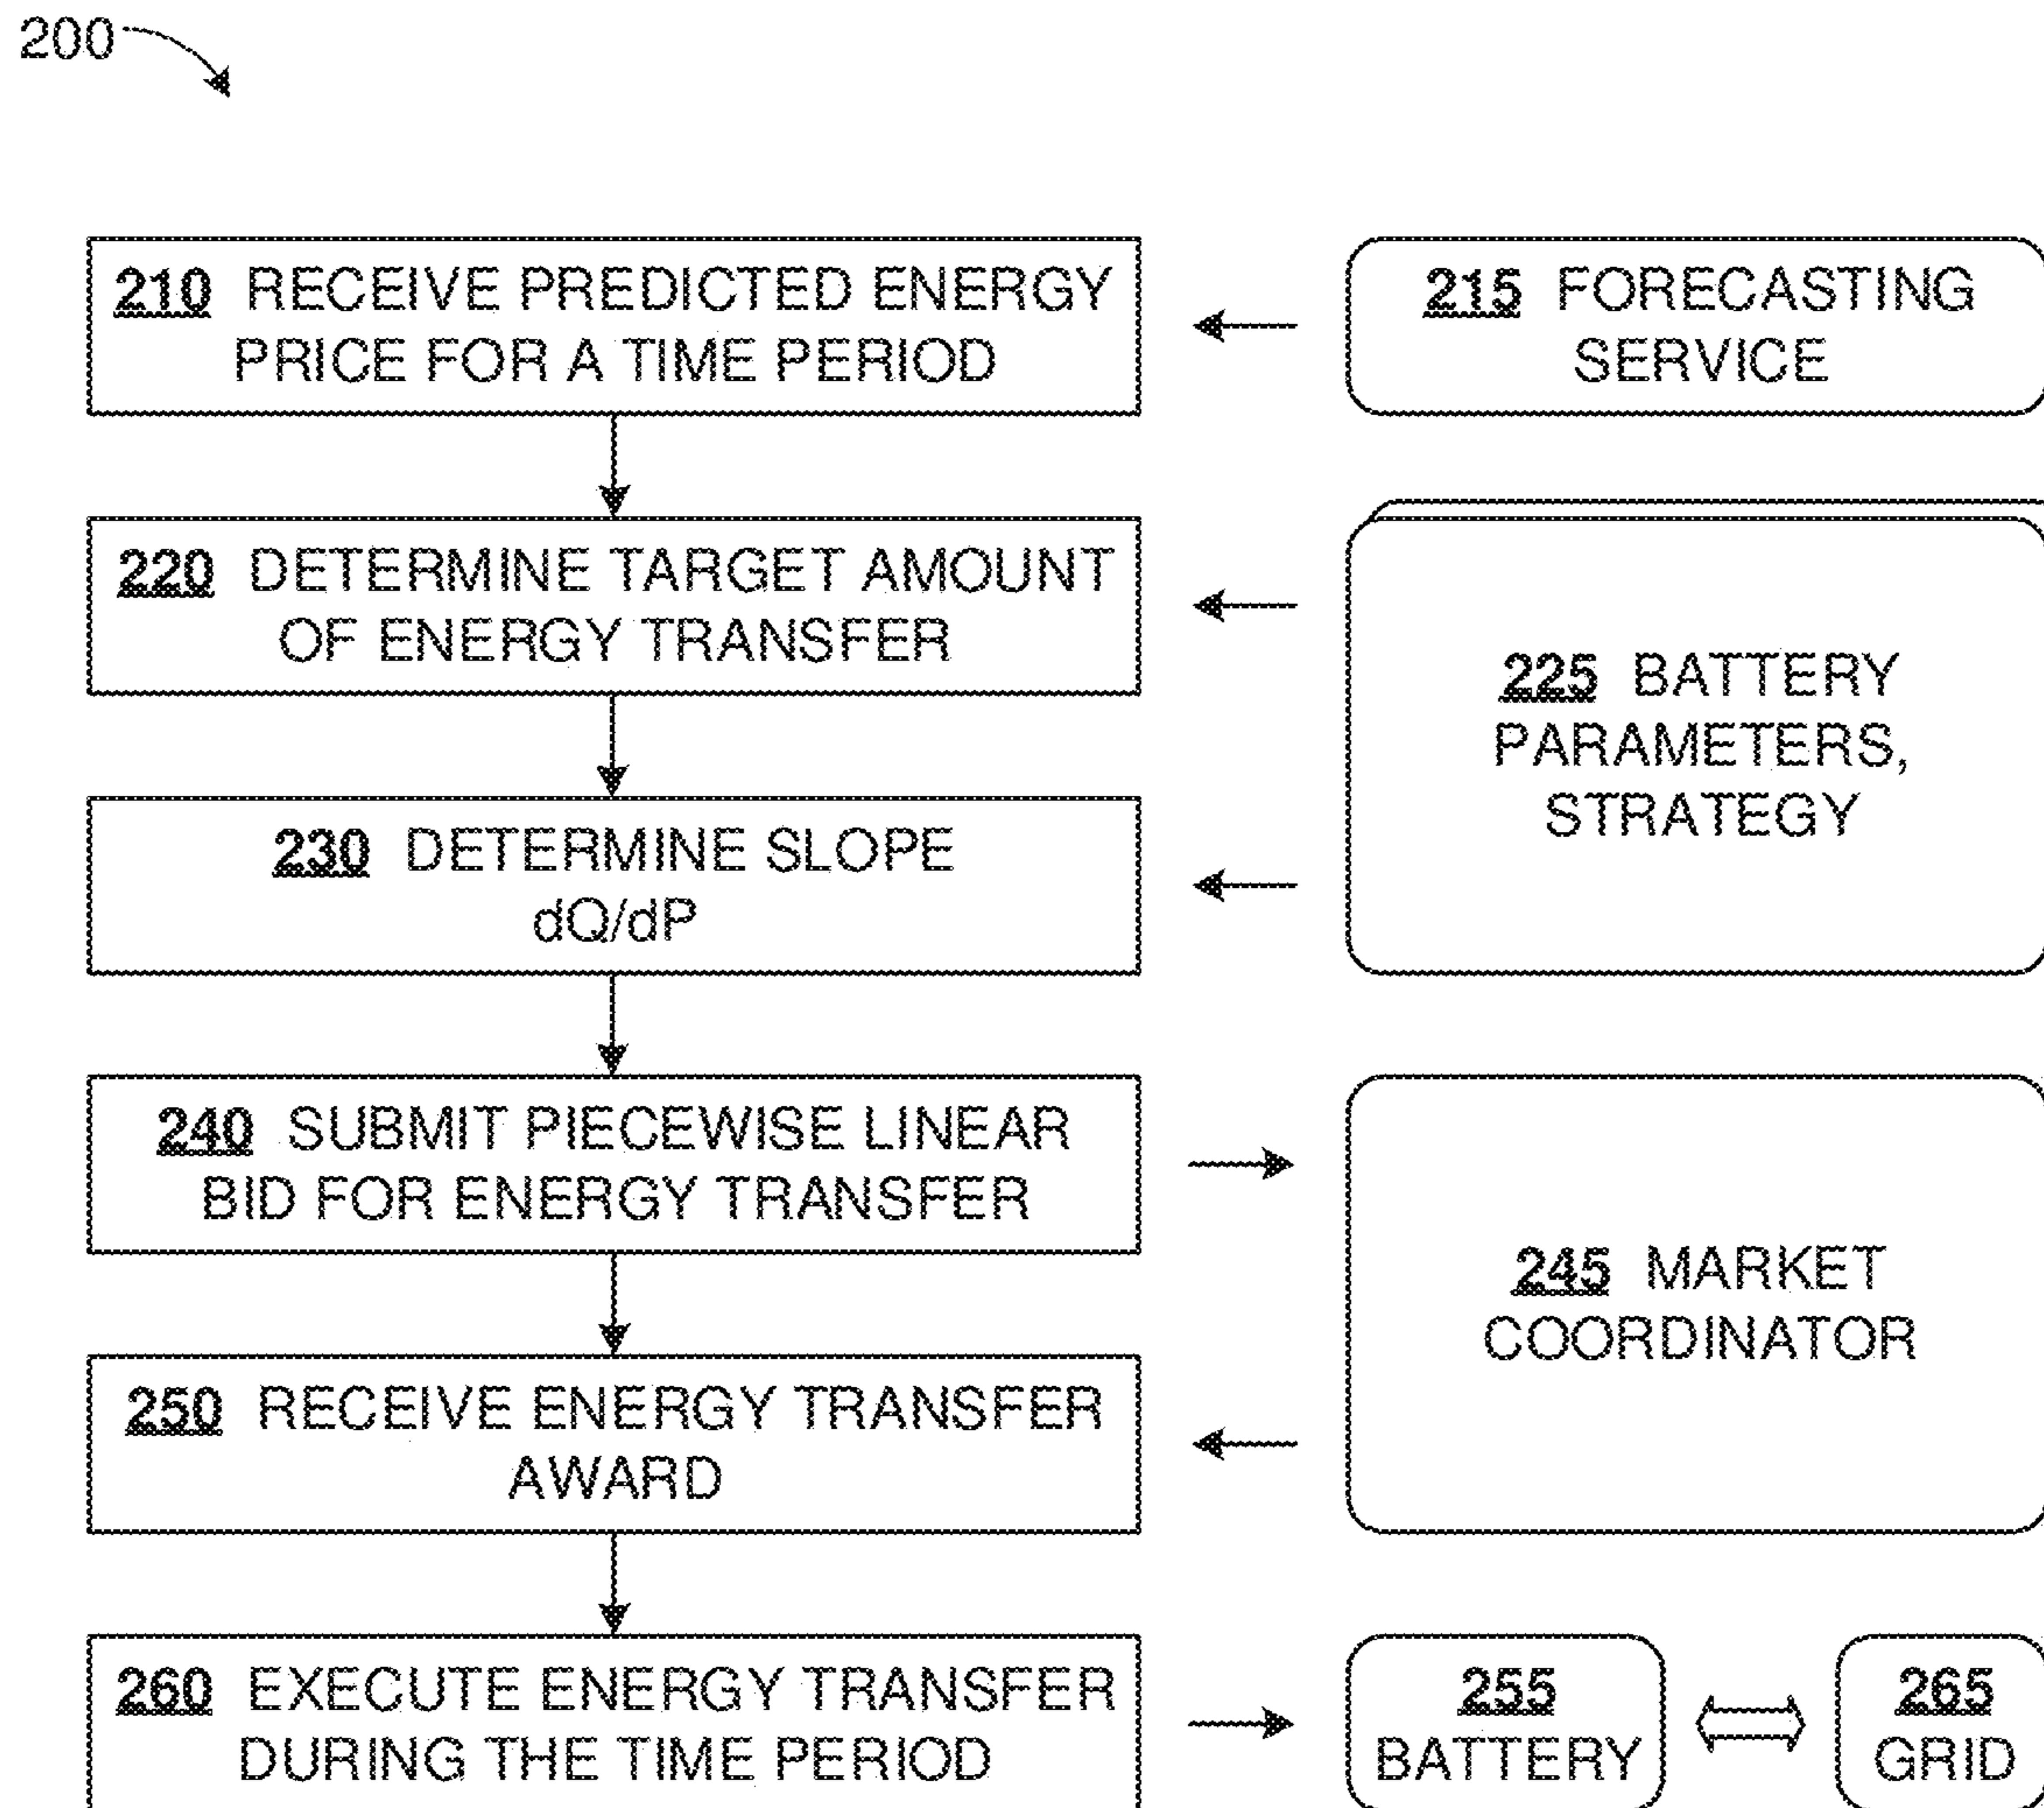 200
210 RECEIVE PREDICTED ENERGY
PRICE FOR A TIME PERIOD
215 FORECASTING
SERVICE
220 DETERMINE TARGET AMOUNT
OF ENERGY TRANSFER
225 BATTERY
PARAMETERS,
STRATEGY
230 DETERMINE SLOPE
dQ/dP
240 SUBMIT PIECEWISE LINEAR
BID FOR ENERGY TRANSFER
245 MARKET
COORDINATOR
250 RECEIVE ENERGY TRANSFER
AWARD
260 EXECUTE ENERGY TRANSFER
DURING THE TIME PERIOD
255
BATTERY
265
GRID